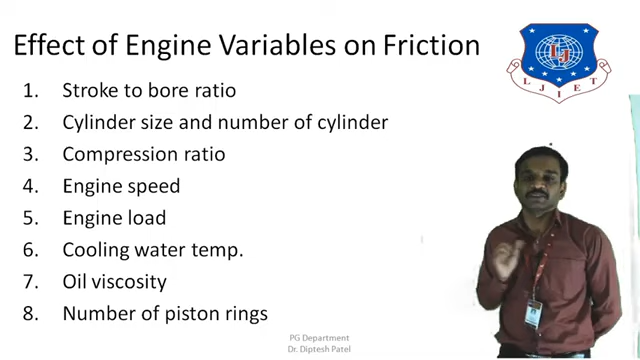 Effect of Engine Variables on Friction
1. Stroke to bore ratio
2. Cylinder size and number of cylinder
3. Compression ratio
4. Engine speed
5. Engine load
6. Cooling water temp.
7. Oil viscosity
8. Number of piston rings
LJ
LJIET
PG Department
Dr. Diptesh Patel